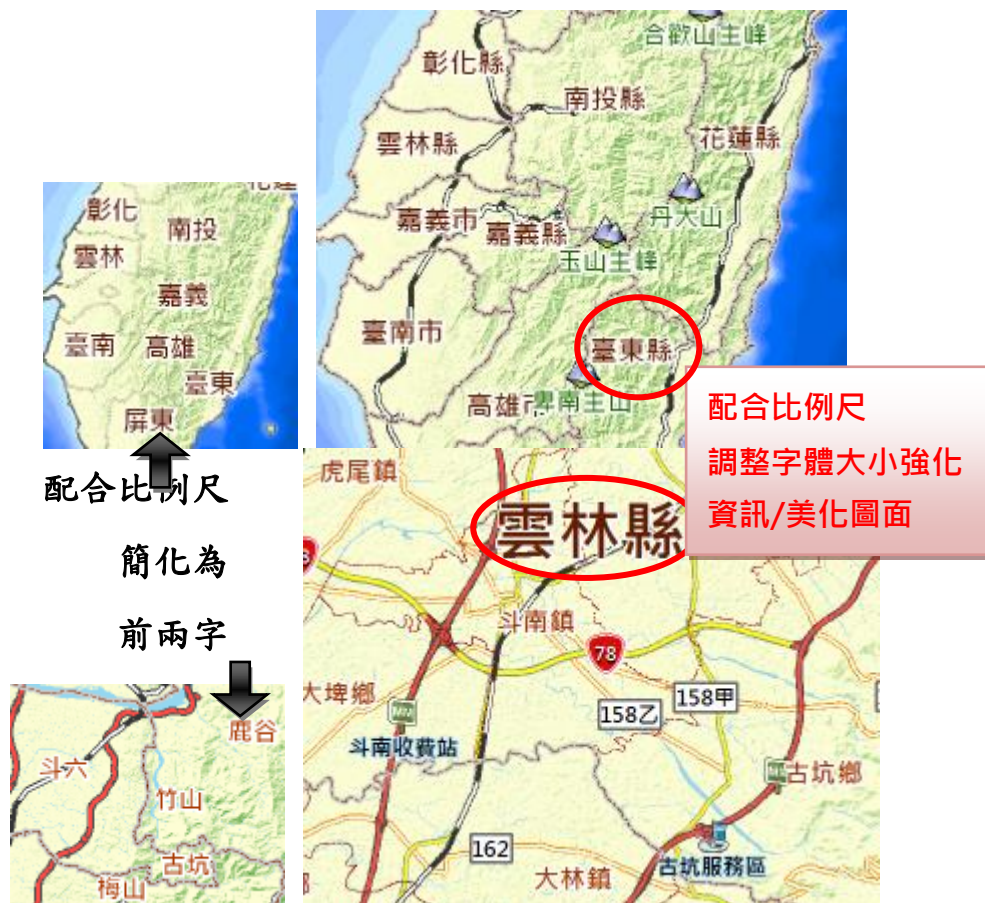 彰化
南投
雲林
嘉義
臺南
高雄
臺東
屏東
配合比例尺
簡化為
前兩字
斗六
鹿谷
竹山
古坑
梅山
合歡山主峰
彰化縣
南投縣
雲林縣
花蓮縣
嘉義市
嘉義縣
丹大山
玉山主峰
臺南市
臺東縣
高雄市
卑南主山
配合比例尺
調整字體大小強化
資訊/美化圖面
虎尾鎮
雲林縣
斗南鎮
78
大埤鄉
158甲
158乙
斗南收費站
古坑鄉
162
古坑服務區
大林鎮